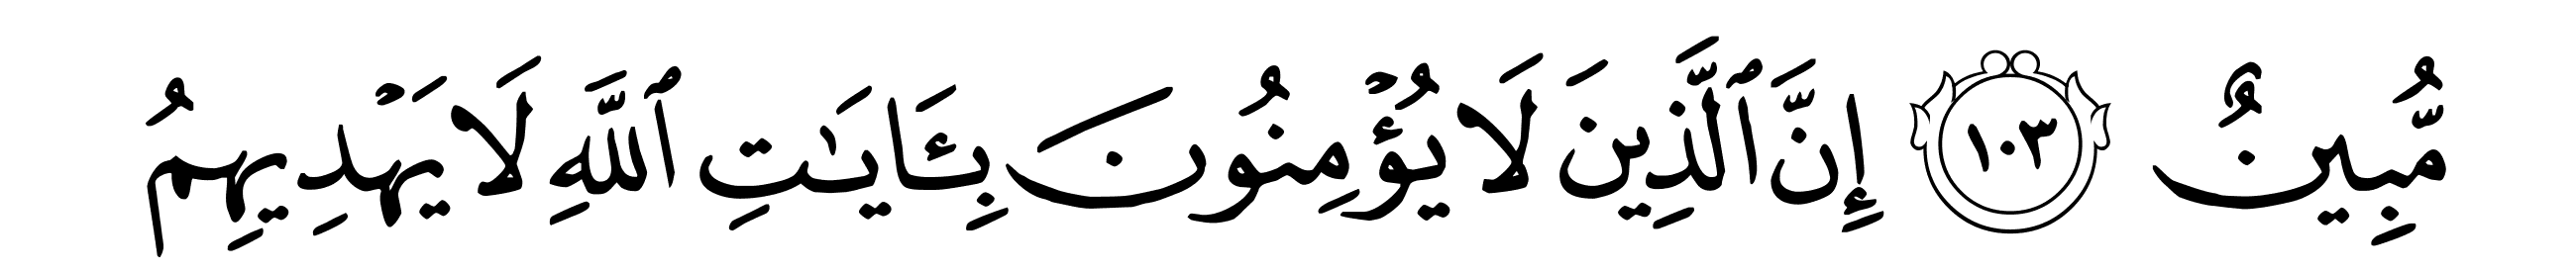 مُّبِينٌ ١٠٣ إِنَّ ٱلَّذِينَ لَا يُؤْمِنُونَ بِـَٔايَـٰتِ ٱللَّهِ لَا يَهْدِيهِمُ